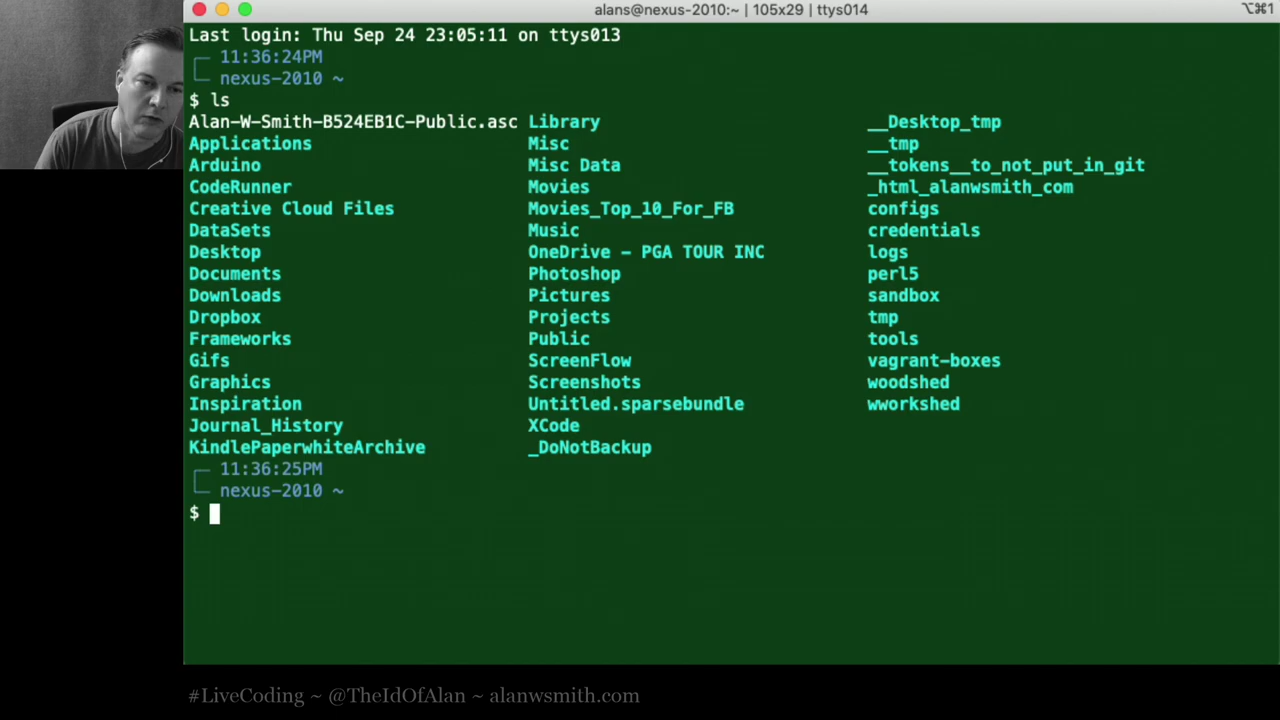 alans@nexus-2010:~ | 105x29 | ttys014 ⌥⌘1
Last login: Thu Sep 24 23:05:11 on ttys013
11:36:24PM
nexus-2010 ~
$ ls
Alan-W-Smith-B524EB1C-Public.asc Library __Desktop_tmp
Applications Misc __tmp
Arduino Misc Data __tokens__to_not_put_in_git
CodeRunner Movies _html_alanwsmith_com
Creative Cloud Files Movies_Top_10_For_FB configs
DataSets Music credentials
Desktop OneDrive - PGA TOUR INC logs
Documents Photoshop perl5
Downloads Pictures sandbox
Dropbox Projects tmp
Frameworks Public tools
Gifs ScreenFlow vagrant-boxes
Graphics Screenshots woodshed
Inspiration Untitled.sparsebundle wworkshed
Journal_History XCode
KindlePaperwhiteArchive _DoNotBackup
11:36:25PM
nexus-2010 ~
$
#LiveCoding ~ @TheIdOfAlan ~ alanwsmith.com